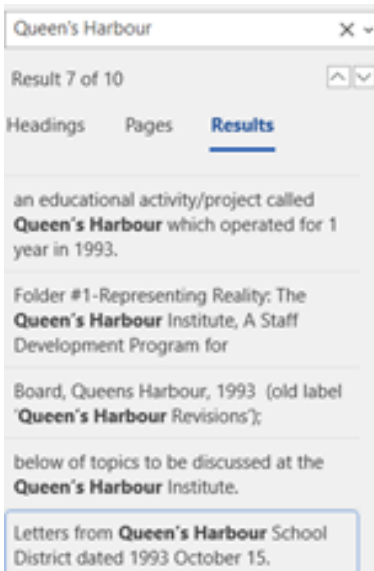 Queen's Harbour
Result 7 of 10
Headings Pages Results
an educational activity/project called
Queen's Harbour which operated for 1
year in 1993.
Folder #1-Representing Reality: The
Queen's Harbour Institute, A Staff
Development Program for
Board, Queens Harbour, 1993 (old label
'Queen's Harbour Revisions');
below of topics to be discussed at the
Queen's Harbour Institute.
Letters from Queen's Harbour School
District dated 1993 October 15.